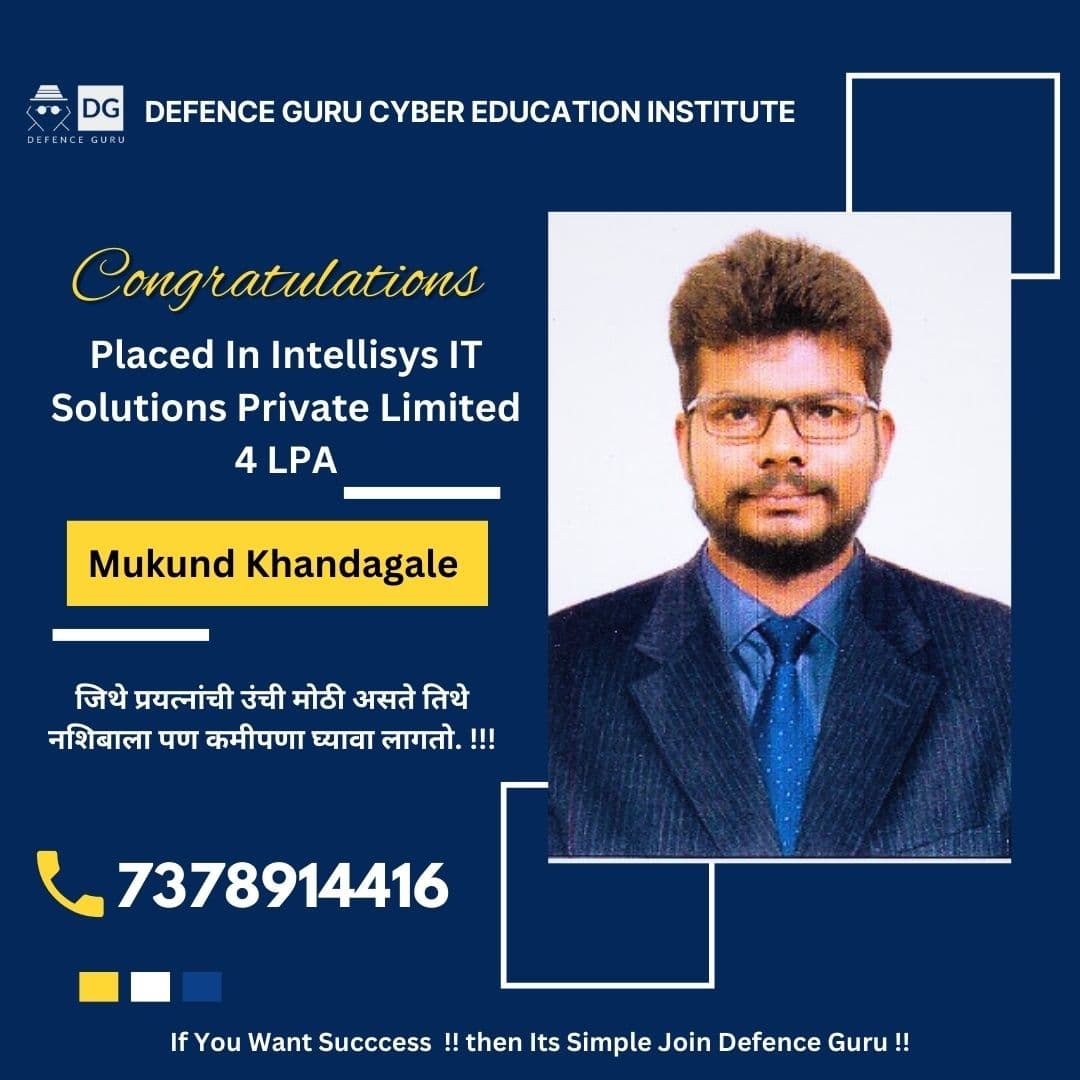 DG
DEFENCE GURU
DEFENCE GURU CYBER EDUCATION INSTITUTE
Congratulations
Placed In Intellisys IT
Solutions Private Limited
4 LPA
Mukund Khandagale
जिथे प्रयत्नांची उंची मोठी असते तिथे
नशिबाला पण कमीपणा घ्यावा लागतो. !!!
7378914416
If You Want Succcess !! then Its Simple Join Defence Guru !!